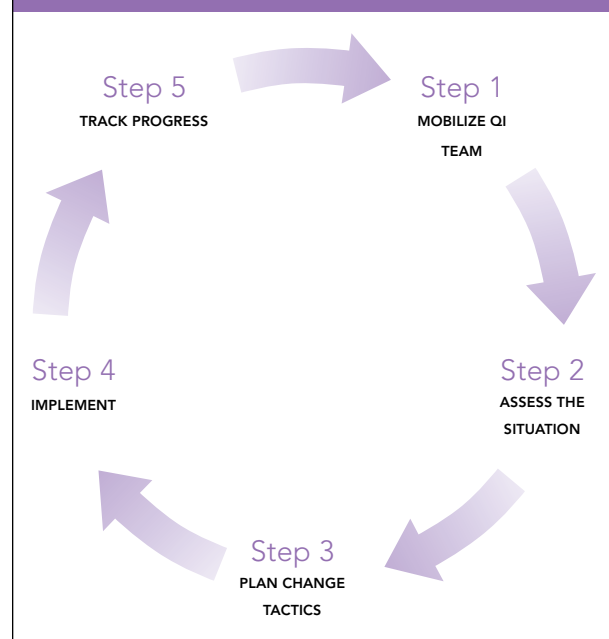 Step 1
MOBILIZE QI
TEAM
Step 2
ASSESS THE
SITUATION
Step 3
PLAN CHANGE
TACTICS
Step 4
IMPLEMENT
Step 5
TRACK PROGRESS